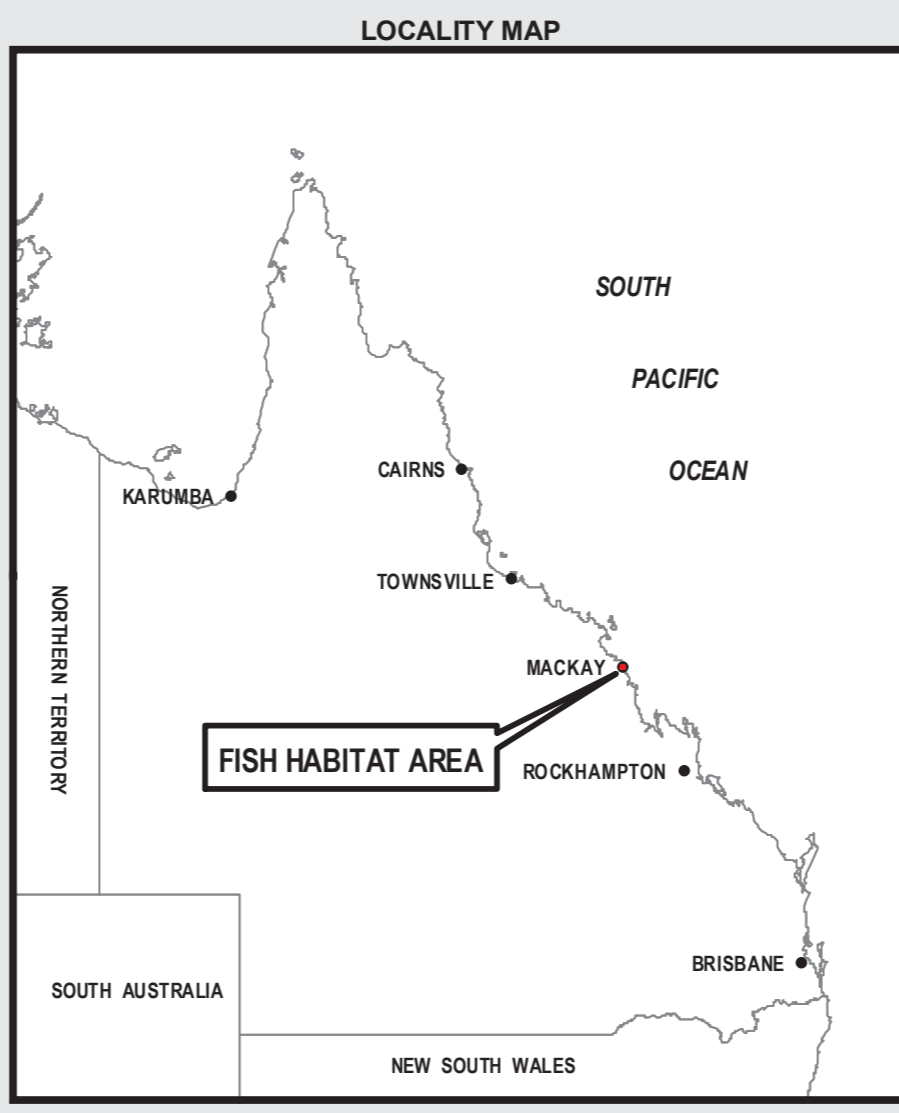 LOCALITY MAP
SOUTH
PACIFIC
OCEAN
CAIRNS
KARUMBA
TOWNSVILLE
NORTHERN TERRITORY
MACKAY
FISH HABITAT AREA
ROCKHAMPTON
BRISBANE
SOUTH AUSTRALIA
NEW SOUTH WALES